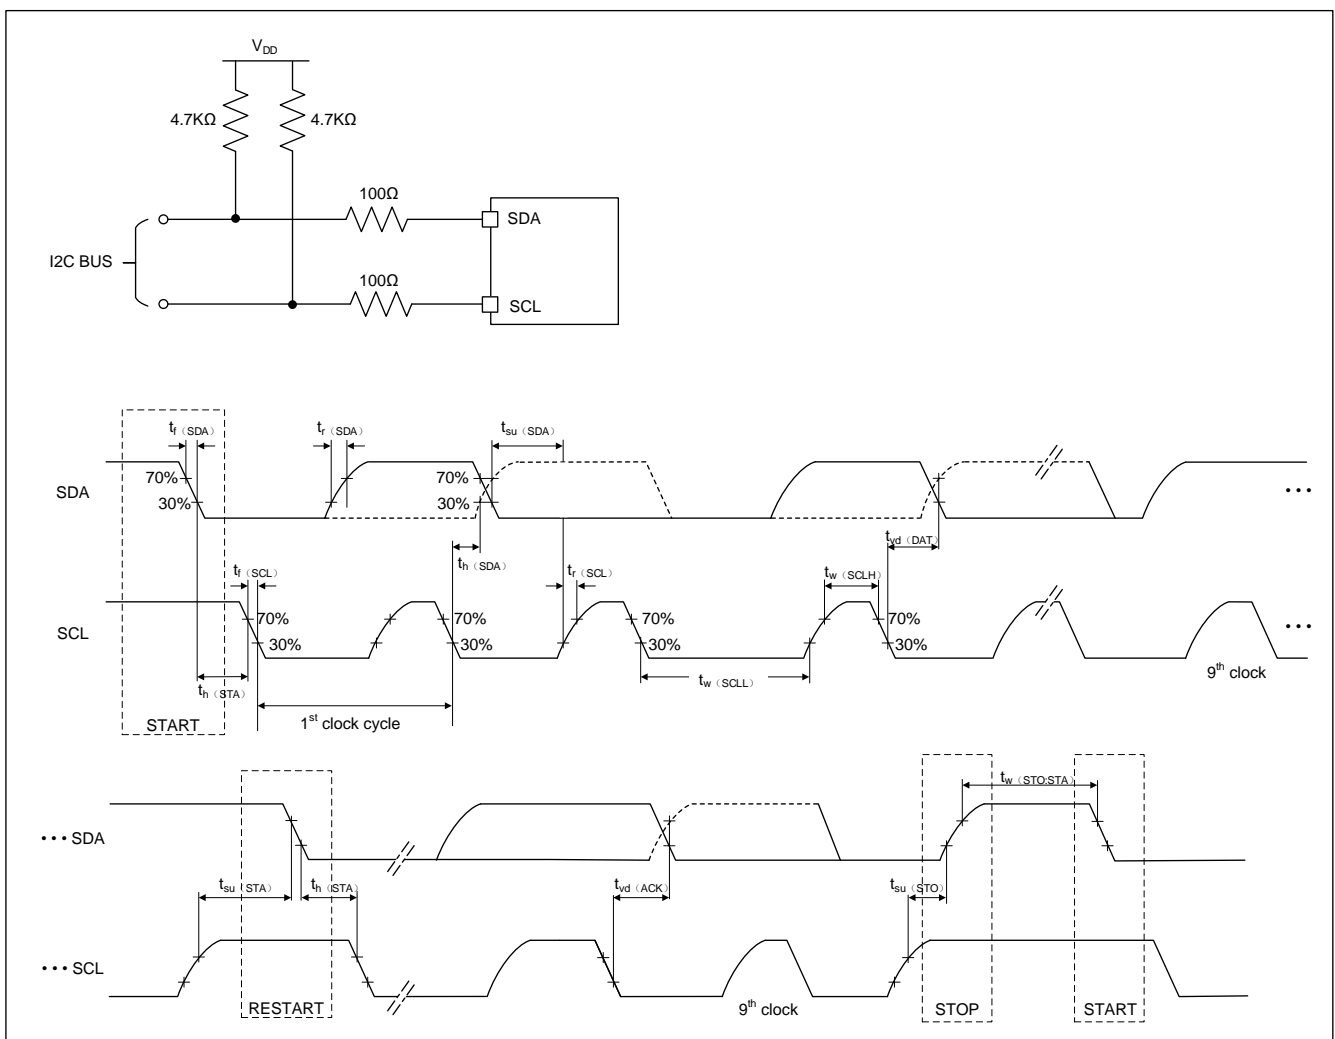 VDD
4.7KΩ 4.7KΩ
100Ω
SDA
I2C BUS
100Ω
SCL
tf（SDA） tr（SDA） tsu（SDA）
70% 70%
SDA
30% 30%
•••
tvd（DAT）
th（SDA）
tf（SCL） tr（SCL） tw（SCLH）
70% 70% 70% 70%
SCL
•••
30% 30% 30% 30%
9th clock
th（STA） tw（SCLL）
START 1st clock cycle
tw（STO:STA）
••• SDA
tsu（STA） th（STA） tvd（ACK） tsu（STO）
••• SCL
RESTART 9th clock STOP START